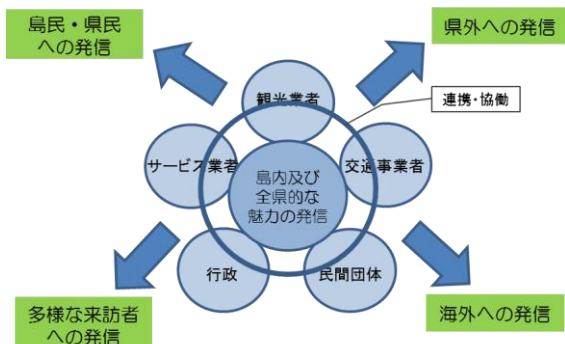 島民・県民
への発信
県外への発信
観光業者
連携・協働
サービス業者
交通事業者
島内及び
全県的な
魅力の発信
行政
民間団体
多様な来訪者
への発信
海外への発信